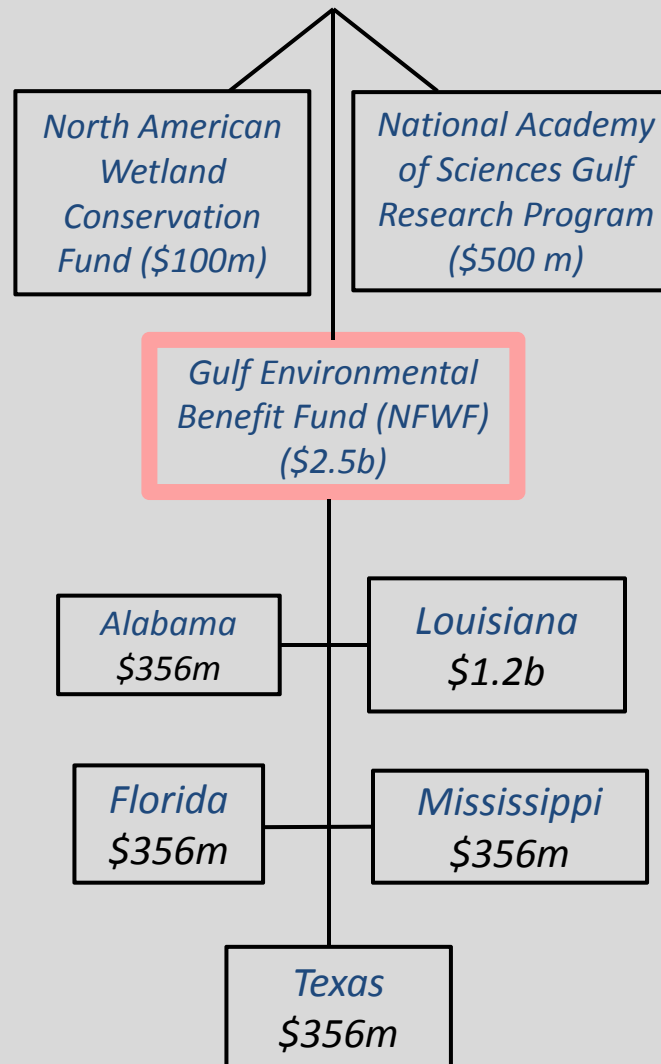 North American
Wetland
Conservation
Fund ($100m)
National Academy
of Sciences Gulf
Research Program
($500 m)
Gulf Environmental
Benefit Fund (NFWF)
($2.5b)
Alabama
$356m
Louisiana
$1.2b
Florida
$356m
Mississippi
$356m
Texas
$356m